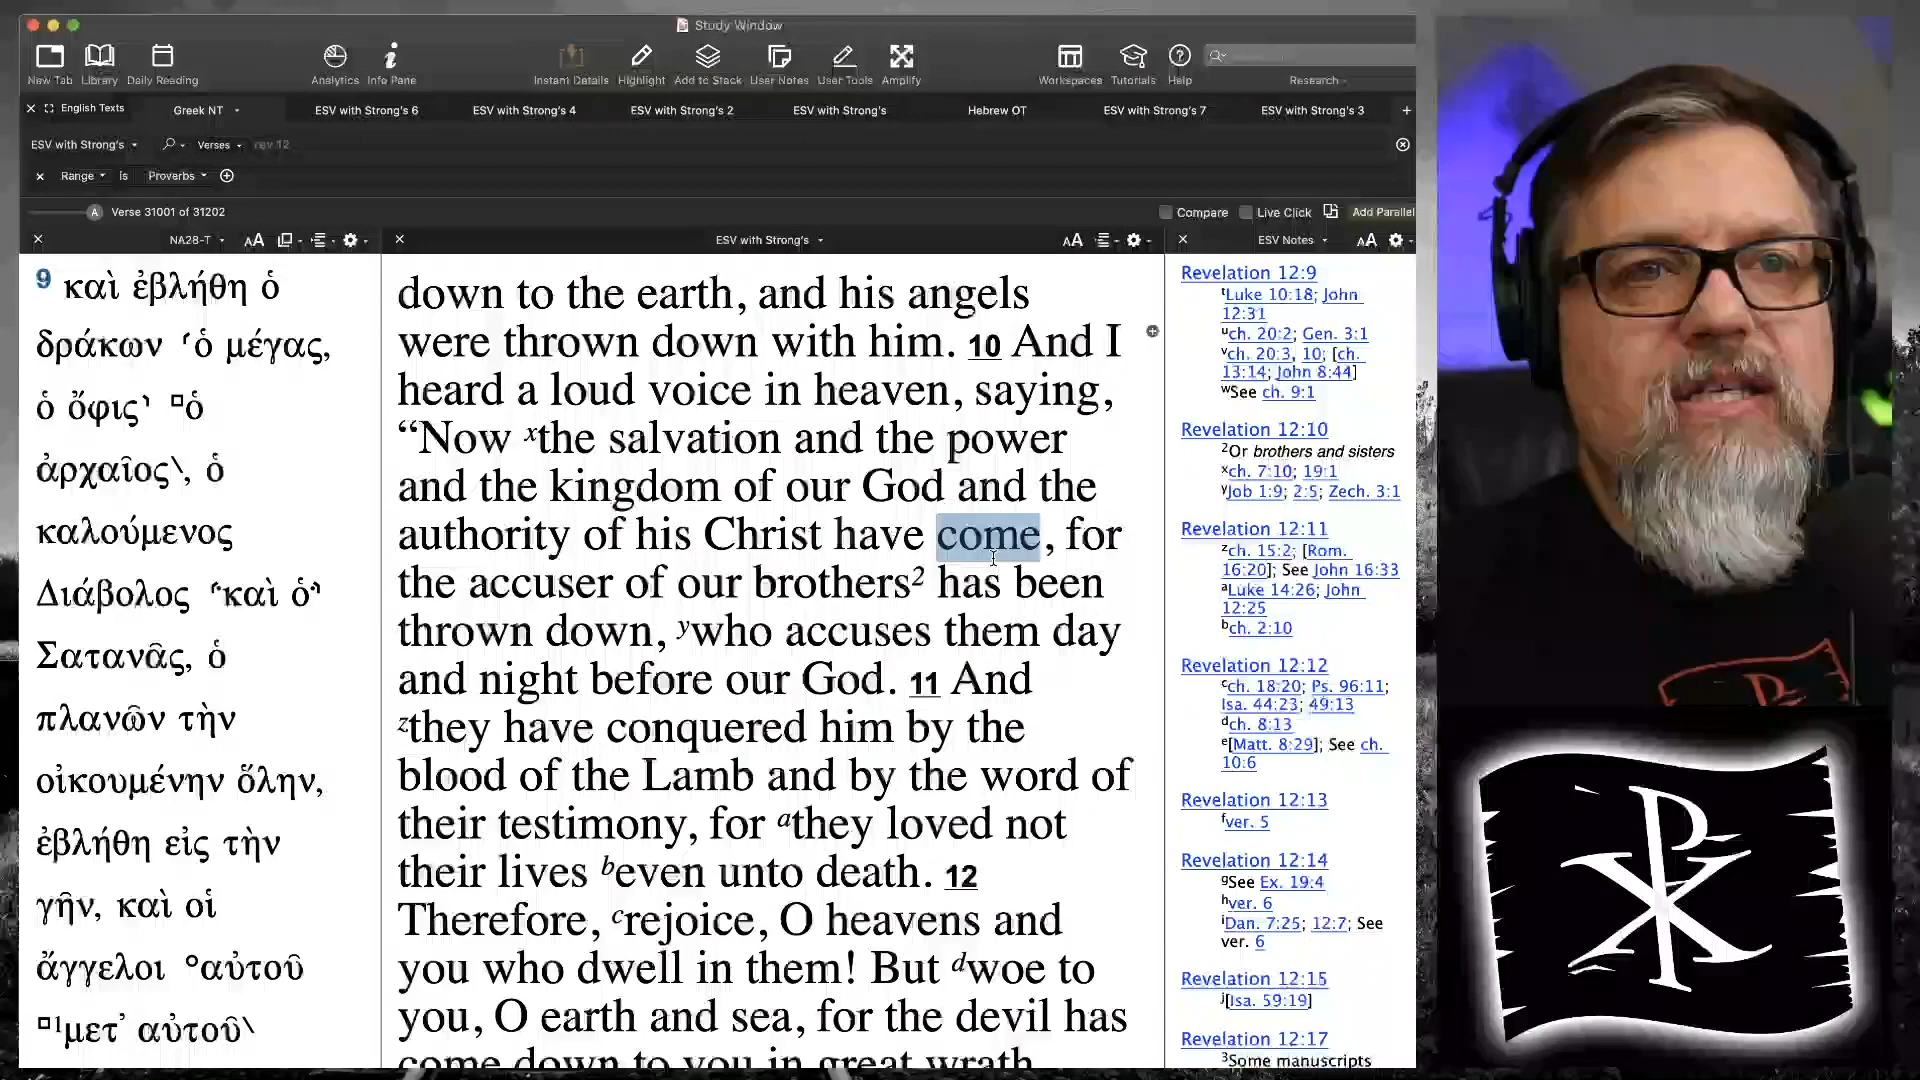 Study Window
New Tab Library Daily Reading Analytics Info Pane Instant Details Highlight Add to Stack User Notes User Tools Amplify Workspaces Tutorials Help Research
English Texts Greek NT ESV with Strong's 6 ESV with Strong's 4 ESV with Strong's 2 ESV with Strong's Hebrew OT ESV with Strong's 7 ESV with Strong's 3 +
ESV with Strong's Verses rev 12
Range is Proverbs
A Verse 31001 of 31202 Compare Live Click Add Parallel
NA28-T AA ESV with Strong's AA ESV Notes AA
9 καὶ ἐβλήθη ὁ
δράκων ⸂ὁ μέγας,
ὁ ὄφις⸃ ⸋ὁ
ἀρχαῖος⸌, ὁ
καλούμενος
Διάβολος ⸂καὶ ὁ⸃
Σατανᾶς, ὁ
πλανῶν τὴν
οἰκουμένην ὅλην,
ἐβλήθη εἰς τὴν
γῆν, καὶ οἱ
ἄγγελοι °αὐτοῦ
⸋¹μετ᾽ αὐτοῦ⸌
down to the earth, and his angels
were thrown down with him. 10 And I
heard a loud voice in heaven, saying,
“Now xthe salvation and the power
and the kingdom of our God and the
authority of his Christ have come, for
the accuser of our brothers2 has been
thrown down, ywho accuses them day
and night before our God. 11 And
zthey have conquered him by the
blood of the Lamb and by the word of
their testimony, for athey loved not
their lives beven unto death. 12
Therefore, crejoice, O heavens and
you who dwell in them! But dwoe to
you, O earth and sea, for the devil has
come down to you in great wrath
Revelation 12:9
tLuke 10:18; John
12:31
uch. 20:2; Gen. 3:1
vch. 20:3, 10; [ch.
13:14; John 8:44]
wSee ch. 9:1
Revelation 12:10
2Or brothers and sisters
xch. 7:10; 19:1
yJob 1:9; 2:5; Zech. 3:1
Revelation 12:11
zch. 15:2; [Rom.
16:20]; See John 16:33
aLuke 14:26; John
12:25
bch. 2:10
Revelation 12:12
cch. 18:20; Ps. 96:11;
Isa. 44:23; 49:13
dch. 8:13
e[Matt. 8:29]; See ch.
10:6
Revelation 12:13
fver. 5
Revelation 12:14
gSee Ex. 19:4
hver. 6
iDan. 7:25; 12:7; See
ver. 6
Revelation 12:15
j[Isa. 59:19]
Revelation 12:17
3Some manuscripts